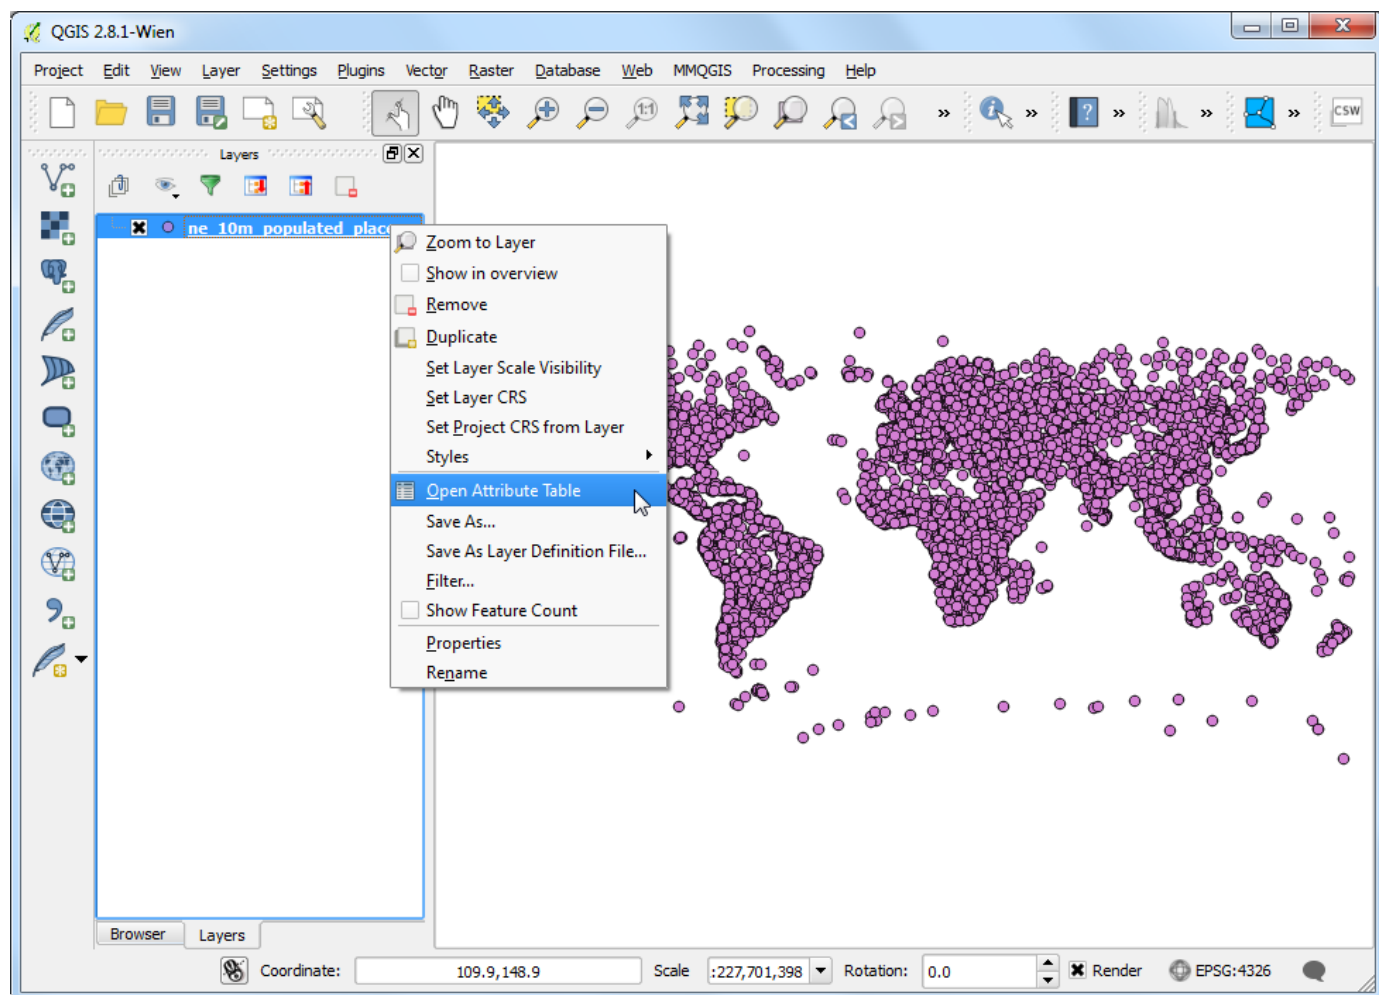 QGIS 2.8.1-Wien
Project Edit View Layer Settings Plugins Vector Raster Database Web MMQGIS Processing Help
1:1 » » ? » » » CSW
Layers
ne_10m_populated_plac
Zoom to Layer
Show in overview
Remove
Duplicate
Set Layer Scale Visibility
Set Layer CRS
Set Project CRS from Layer
Styles
Open Attribute Table
Save As...
Save As Layer Definition File...
Filter...
Show Feature Count
Properties
Rename
Browser Layers
Coordinate: 109.9,148.9 Scale :227,701,398 Rotation: 0.0 Render EPSG:4326